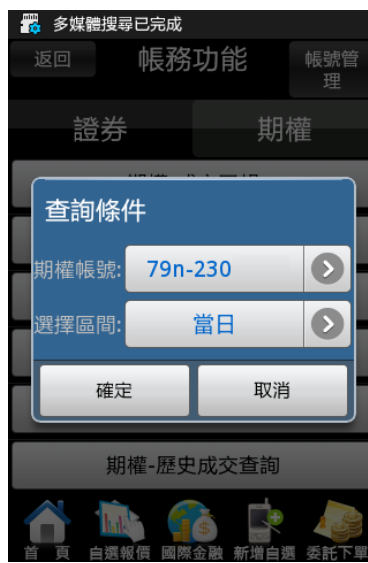 多媒體搜尋已完成
返回
帳務功能
帳號管
理
證券
期權
查詢條件
期權帳號:
79n-230
選擇區間:
當日
確定
取消
期權-歷史成交查詢
首 頁
自選報價
國際金融
新增自選
委託下單